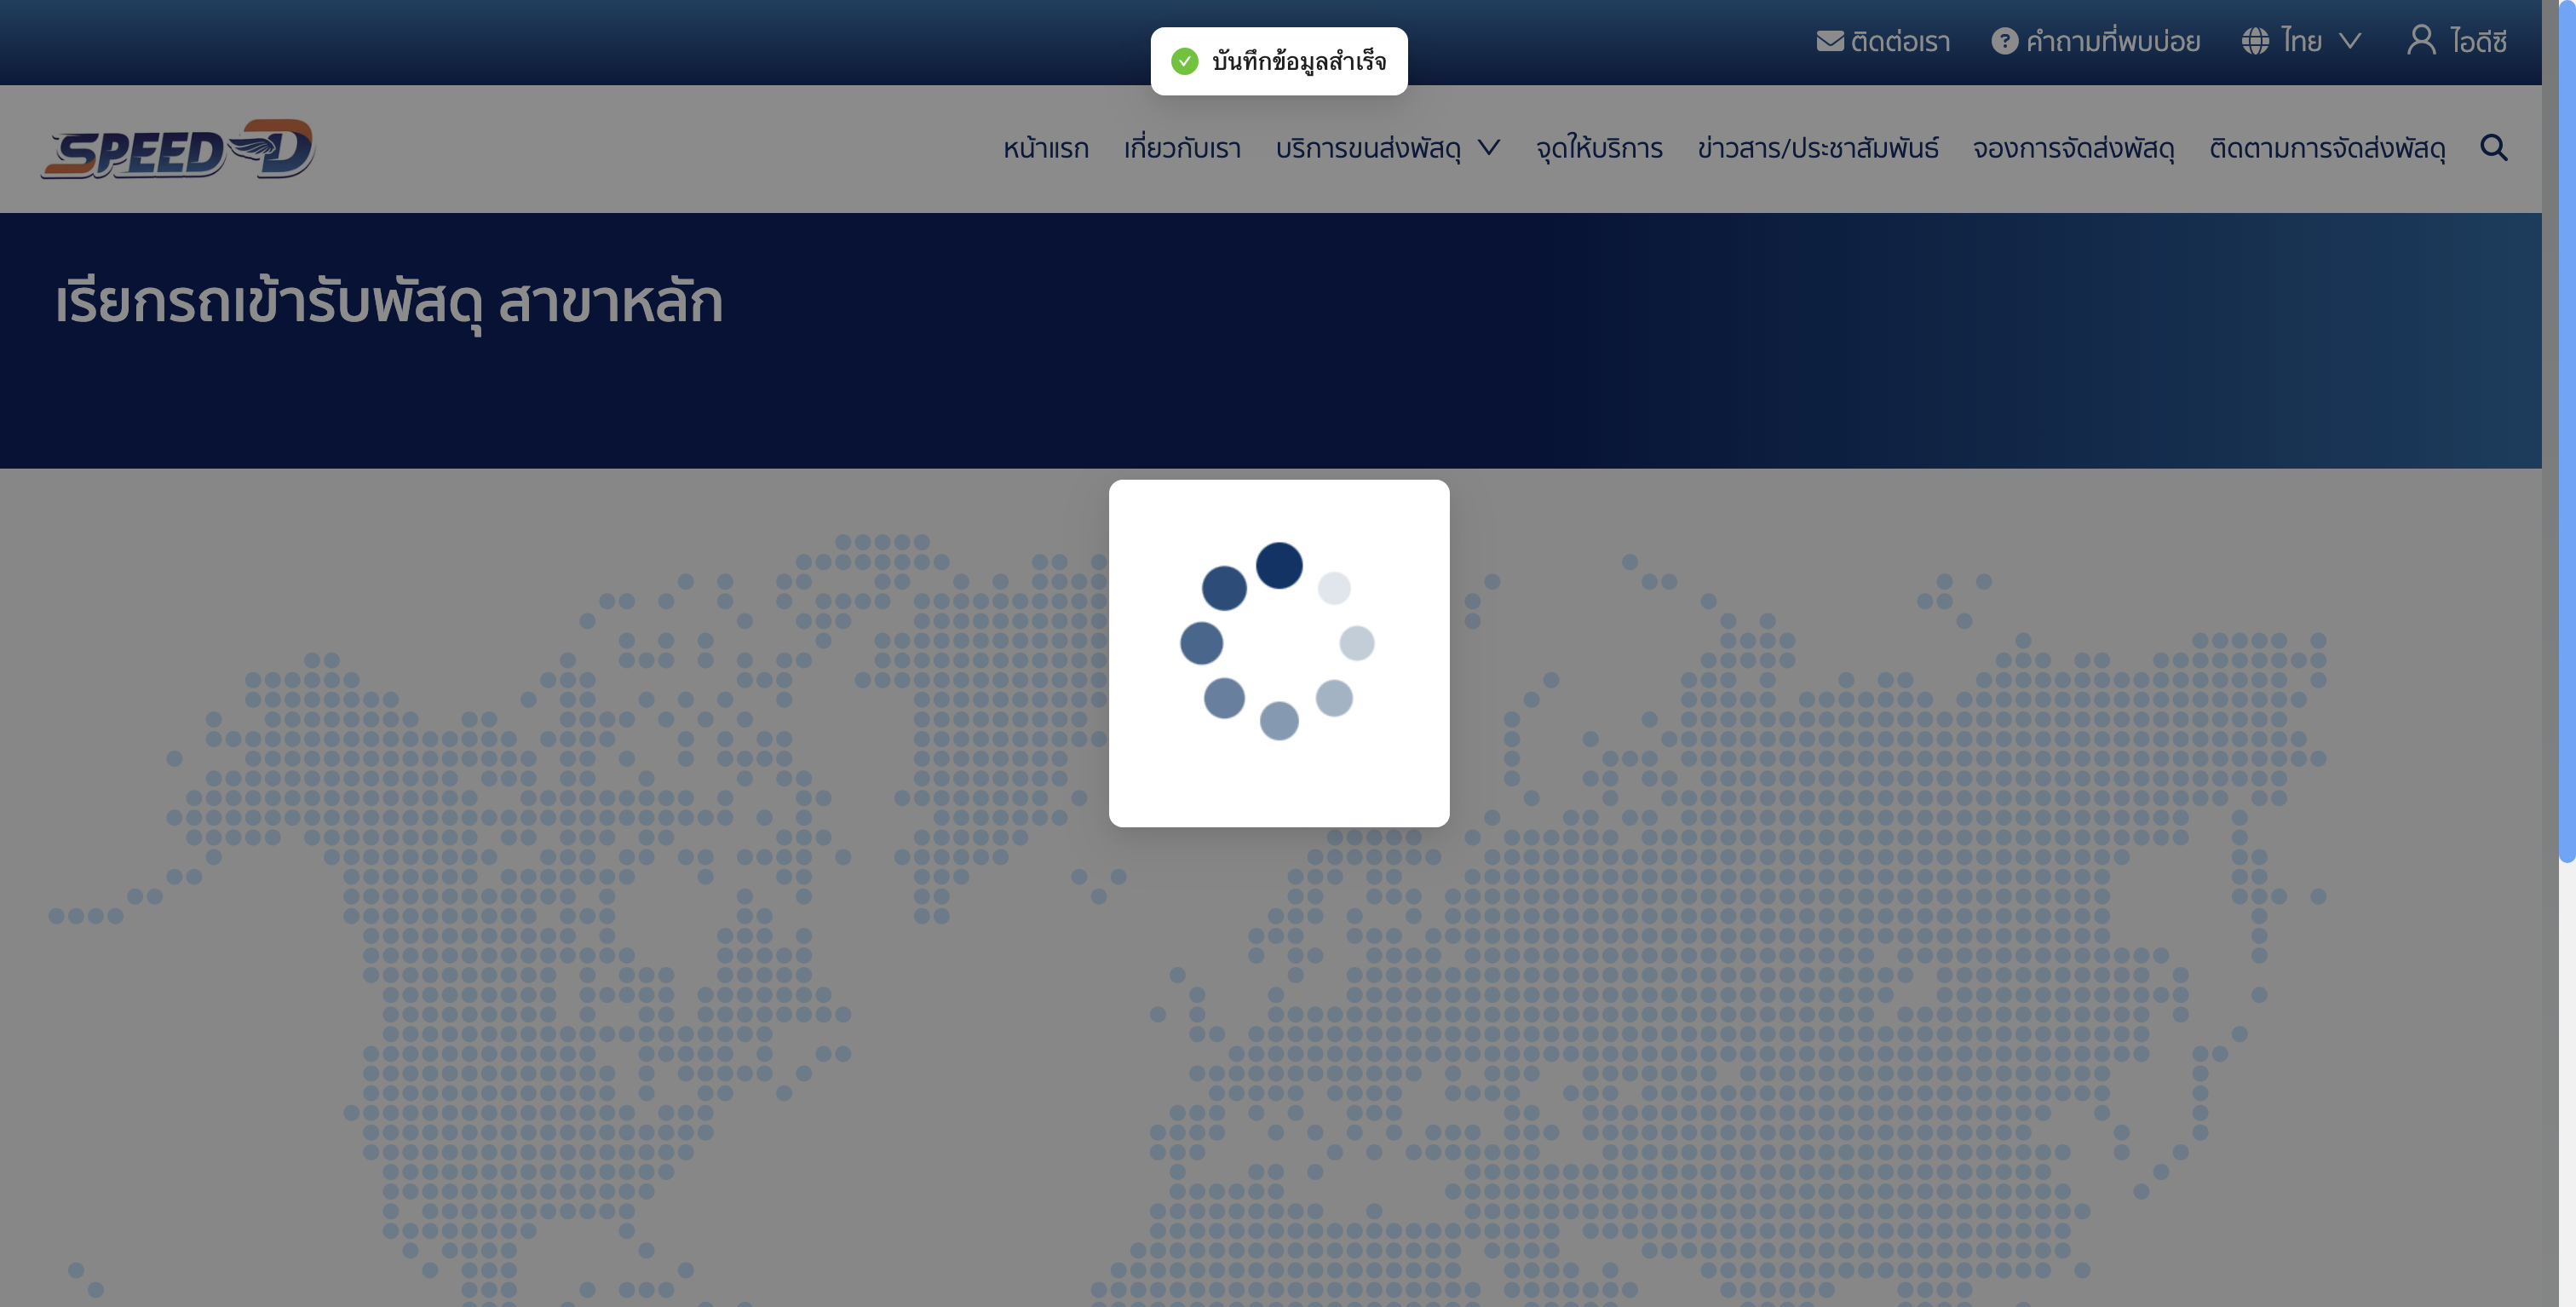 ติดต่อเรา คำถามที่พบบ่อย ไทย ไอดีซี
บันทึกข้อมูลสำเร็จ
SPEED-D
หน้าแรก เกี่ยวกับเรา บริการขนส่งพัสดุ จุดให้บริการ ข่าวสาร/ประชาสัมพันธ์ จองการจัดส่งพัสดุ ติดตามการจัดส่งพัสดุ
เรียกรถเข้ารับพัสดุ สาขาหลัก